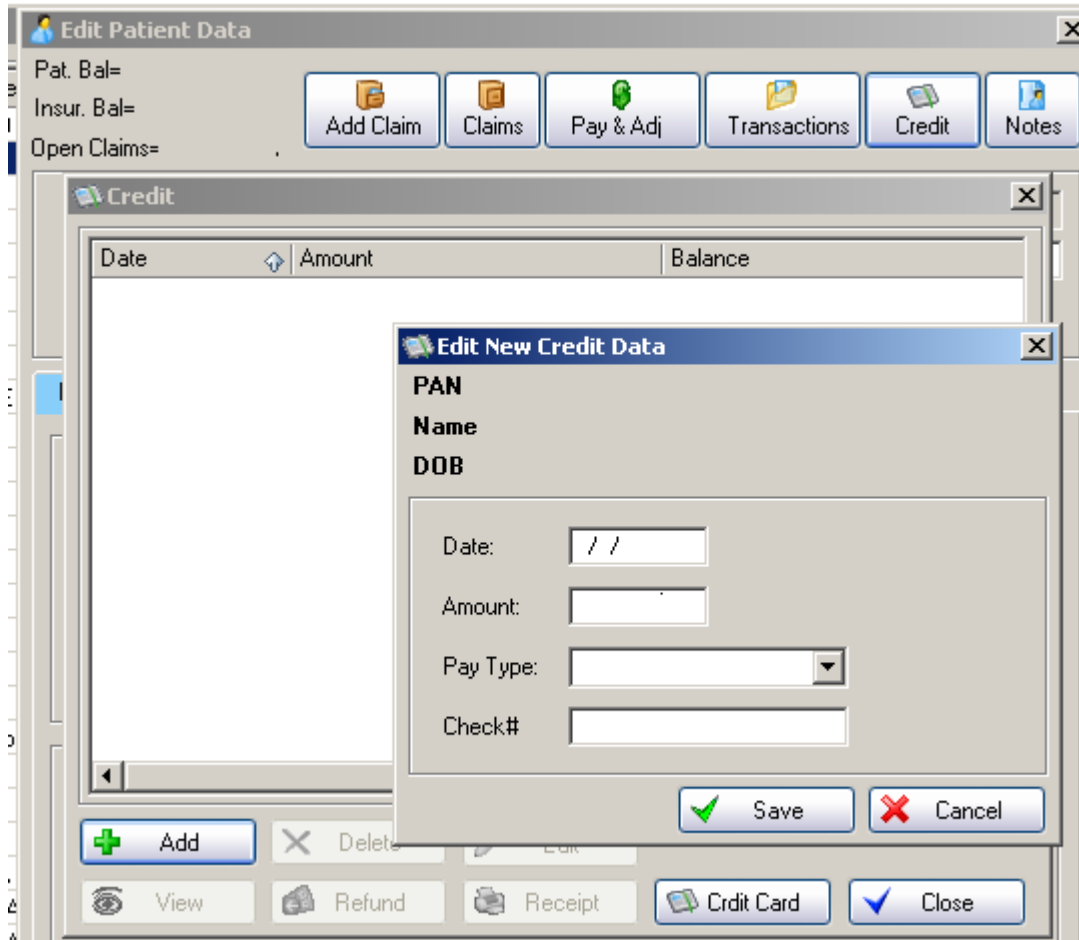 Edit Patient Data
Pat. Bal=
Insur. Bal=
Open Claims=
Add Claim Claims Pay & Adj Transactions Credit Notes
Credit
Date Amount Balance
Edit New Credit Data
PAN
Name
DOB
Date: / /
Amount: .
Pay Type:
Check#
Save Cancel
Add Delete Edit
View Refund Receipt Crdit Card Close